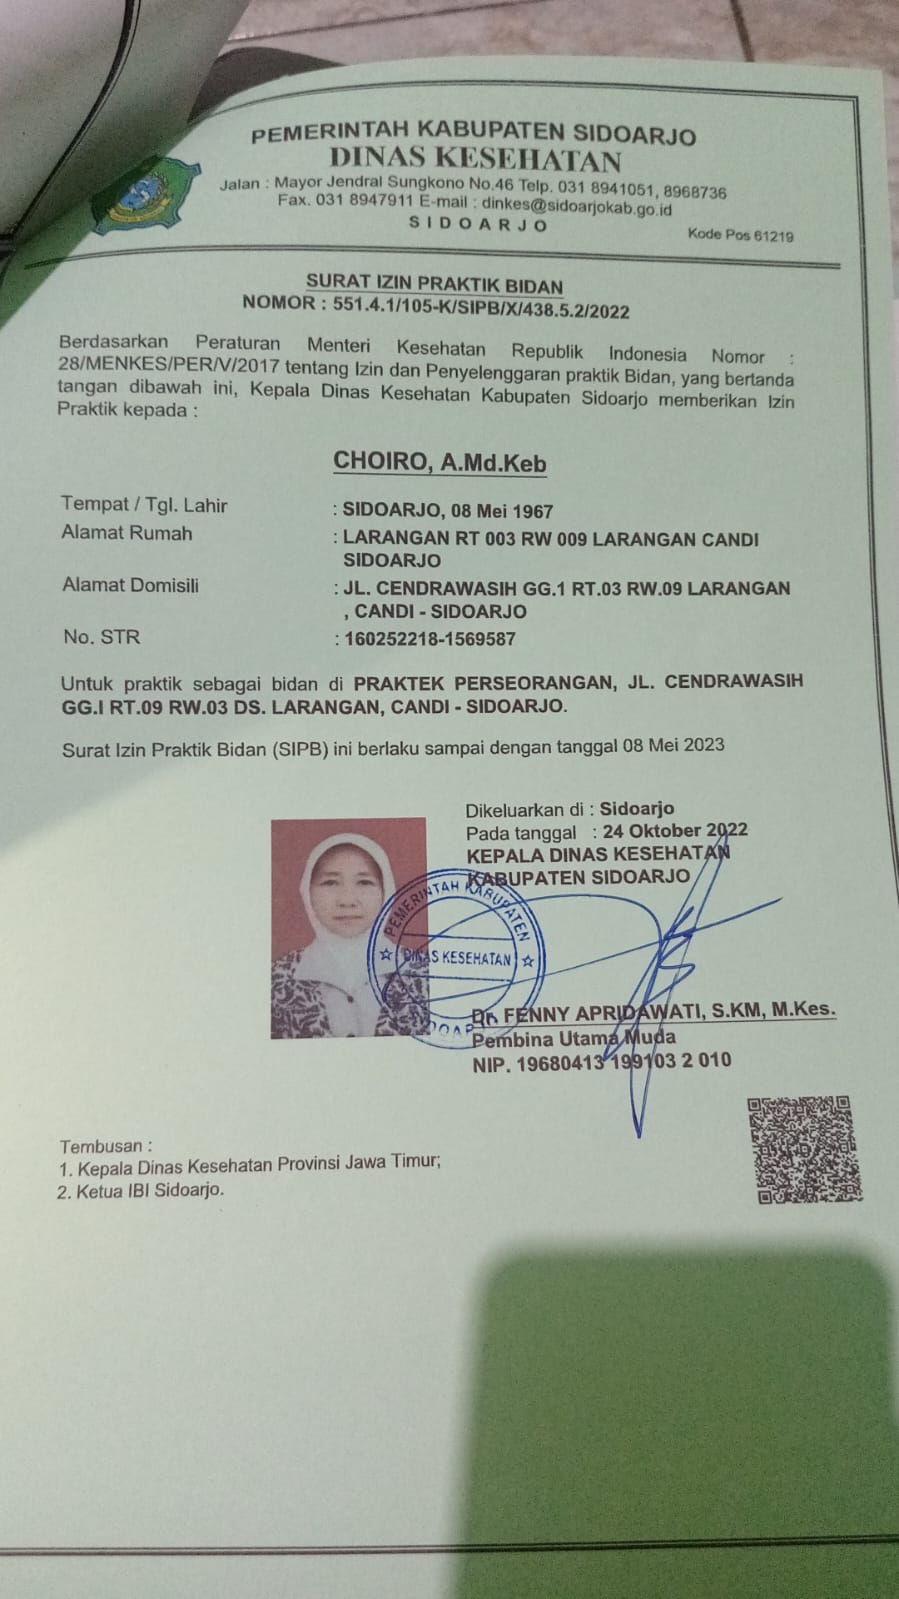 PEMERINTAH KABUPATEN SIDOARJO
DINAS KESEHATAN
Jalan : Mayor Jendral Sungkono No.46 Telp. 031 8941051, 8968736
Fax. 031 8947911 E-mail : dinkes@sidoarjokab.go.id
SIDOARJO
Kode Pos 61219
SURAT IZIN PRAKTIK BIDAN
NOMOR : 551.4.1/105-K/SIPB/X/438.5.2/2022
Berdasarkan Peraturan Menteri Kesehatan Republik Indonesia Nomor :
28/MENKES/PER/V/2017 tentang Izin dan Penyelenggaran praktik Bidan, yang bertanda
tangan dibawah ini, Kepala Dinas Kesehatan Kabupaten Sidoarjo memberikan Izin
Praktik kepada :
CHOIRO, A.Md.Keb
Tempat / Tgl. Lahir : SIDOARJO, 08 Mei 1967
Alamat Rumah : LARANGAN RT 003 RW 009 LARANGAN CANDI
SIDOARJO
Alamat Domisili : JL. CENDRAWASIH GG.1 RT.03 RW.09 LARANGAN
, CANDI - SIDOARJO
No. STR : 160252218-1569587
Untuk praktik sebagai bidan di PRAKTEK PERSEORANGAN, JL. CENDRAWASIH
GG.I RT.09 RW.03 DS. LARANGAN, CANDI - SIDOARJO.
Surat Izin Praktik Bidan (SIPB) ini berlaku sampai dengan tanggal 08 Mei 2023
Dikeluarkan di : Sidoarjo
Pada tanggal : 24 Oktober 2022
KEPALA DINAS KESEHATAN
KABUPATEN SIDOARJO
PEMERINTAH KABUPATEN
DINAS KESEHATAN
Dr. FENNY APRIDAWATI, S.KM, M.Kes.
Pembina Utama Muda
NIP. 19680413 199103 2 010
Tembusan :
1. Kepala Dinas Kesehatan Provinsi Jawa Timur;
2. Ketua IBI Sidoarjo.